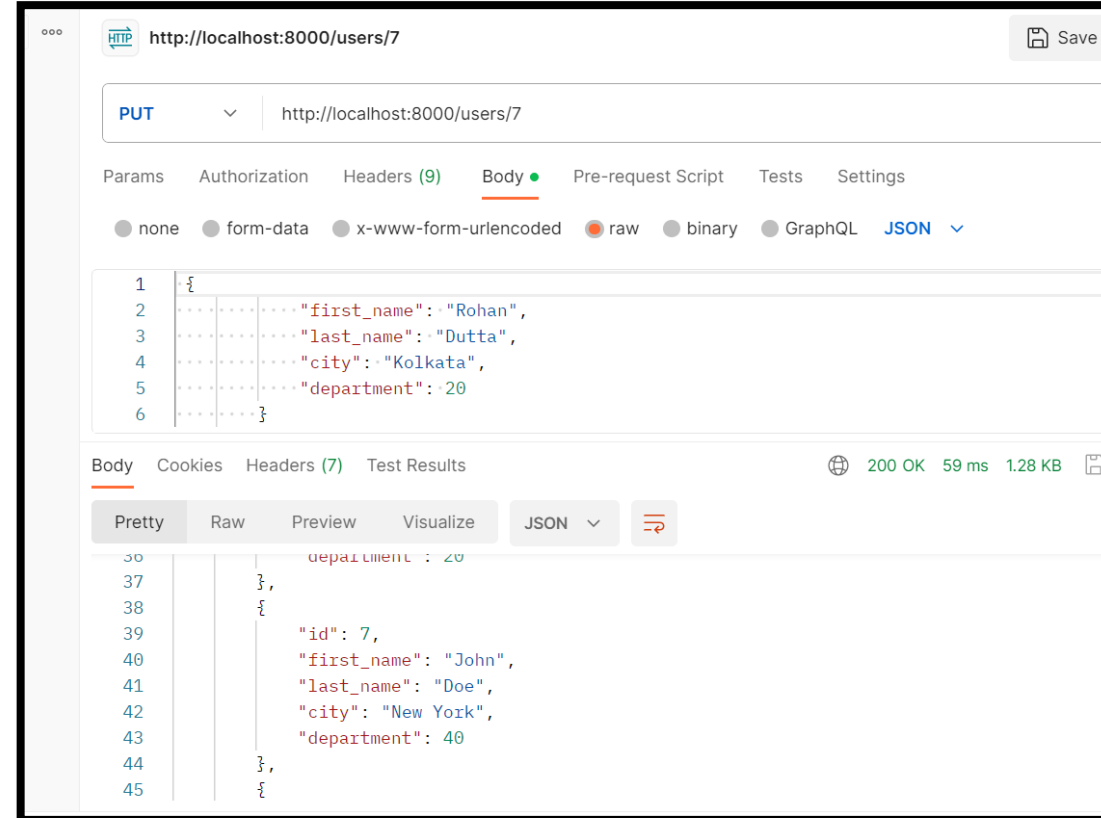 HTTP http://localhost:8000/users/7 Save
PUT http://localhost:8000/users/7
Params Authorization Headers (9) Body Pre-request Script Tests Settings
none form-data x-www-form-urlencoded raw binary GraphQL JSON
1 {
2 "first_name": "Rohan",
3 "last_name": "Dutta",
4 "city": "Kolkata",
5 "department": 20
6 }
Body Cookies Headers (7) Test Results 200 OK 59 ms 1.28 KB
Pretty Raw Preview Visualize JSON
36 "department": 20
37 },
38 {
39 "id": 7,
40 "first_name": "John",
41 "last_name": "Doe",
42 "city": "New York",
43 "department": 40
44 },
45 {